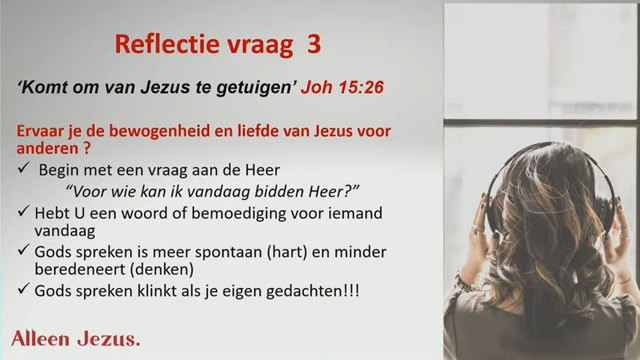 Reflectie vraag 3
‘Komt om van Jezus te getuigen’ Joh 15:26
Ervaar je de bewogenheid en liefde van Jezus voor
anderen ?
✓ Begin met een vraag aan de Heer
“Voor wie kan ik vandaag bidden Heer?”
✓ Hebt U een woord of bemoediging voor iemand
vandaag
✓ Gods spreken is meer spontaan (hart) en minder
beredeneert (denken)
✓ Gods spreken klinkt als je eigen gedachten!!!
Alleen Jezus.